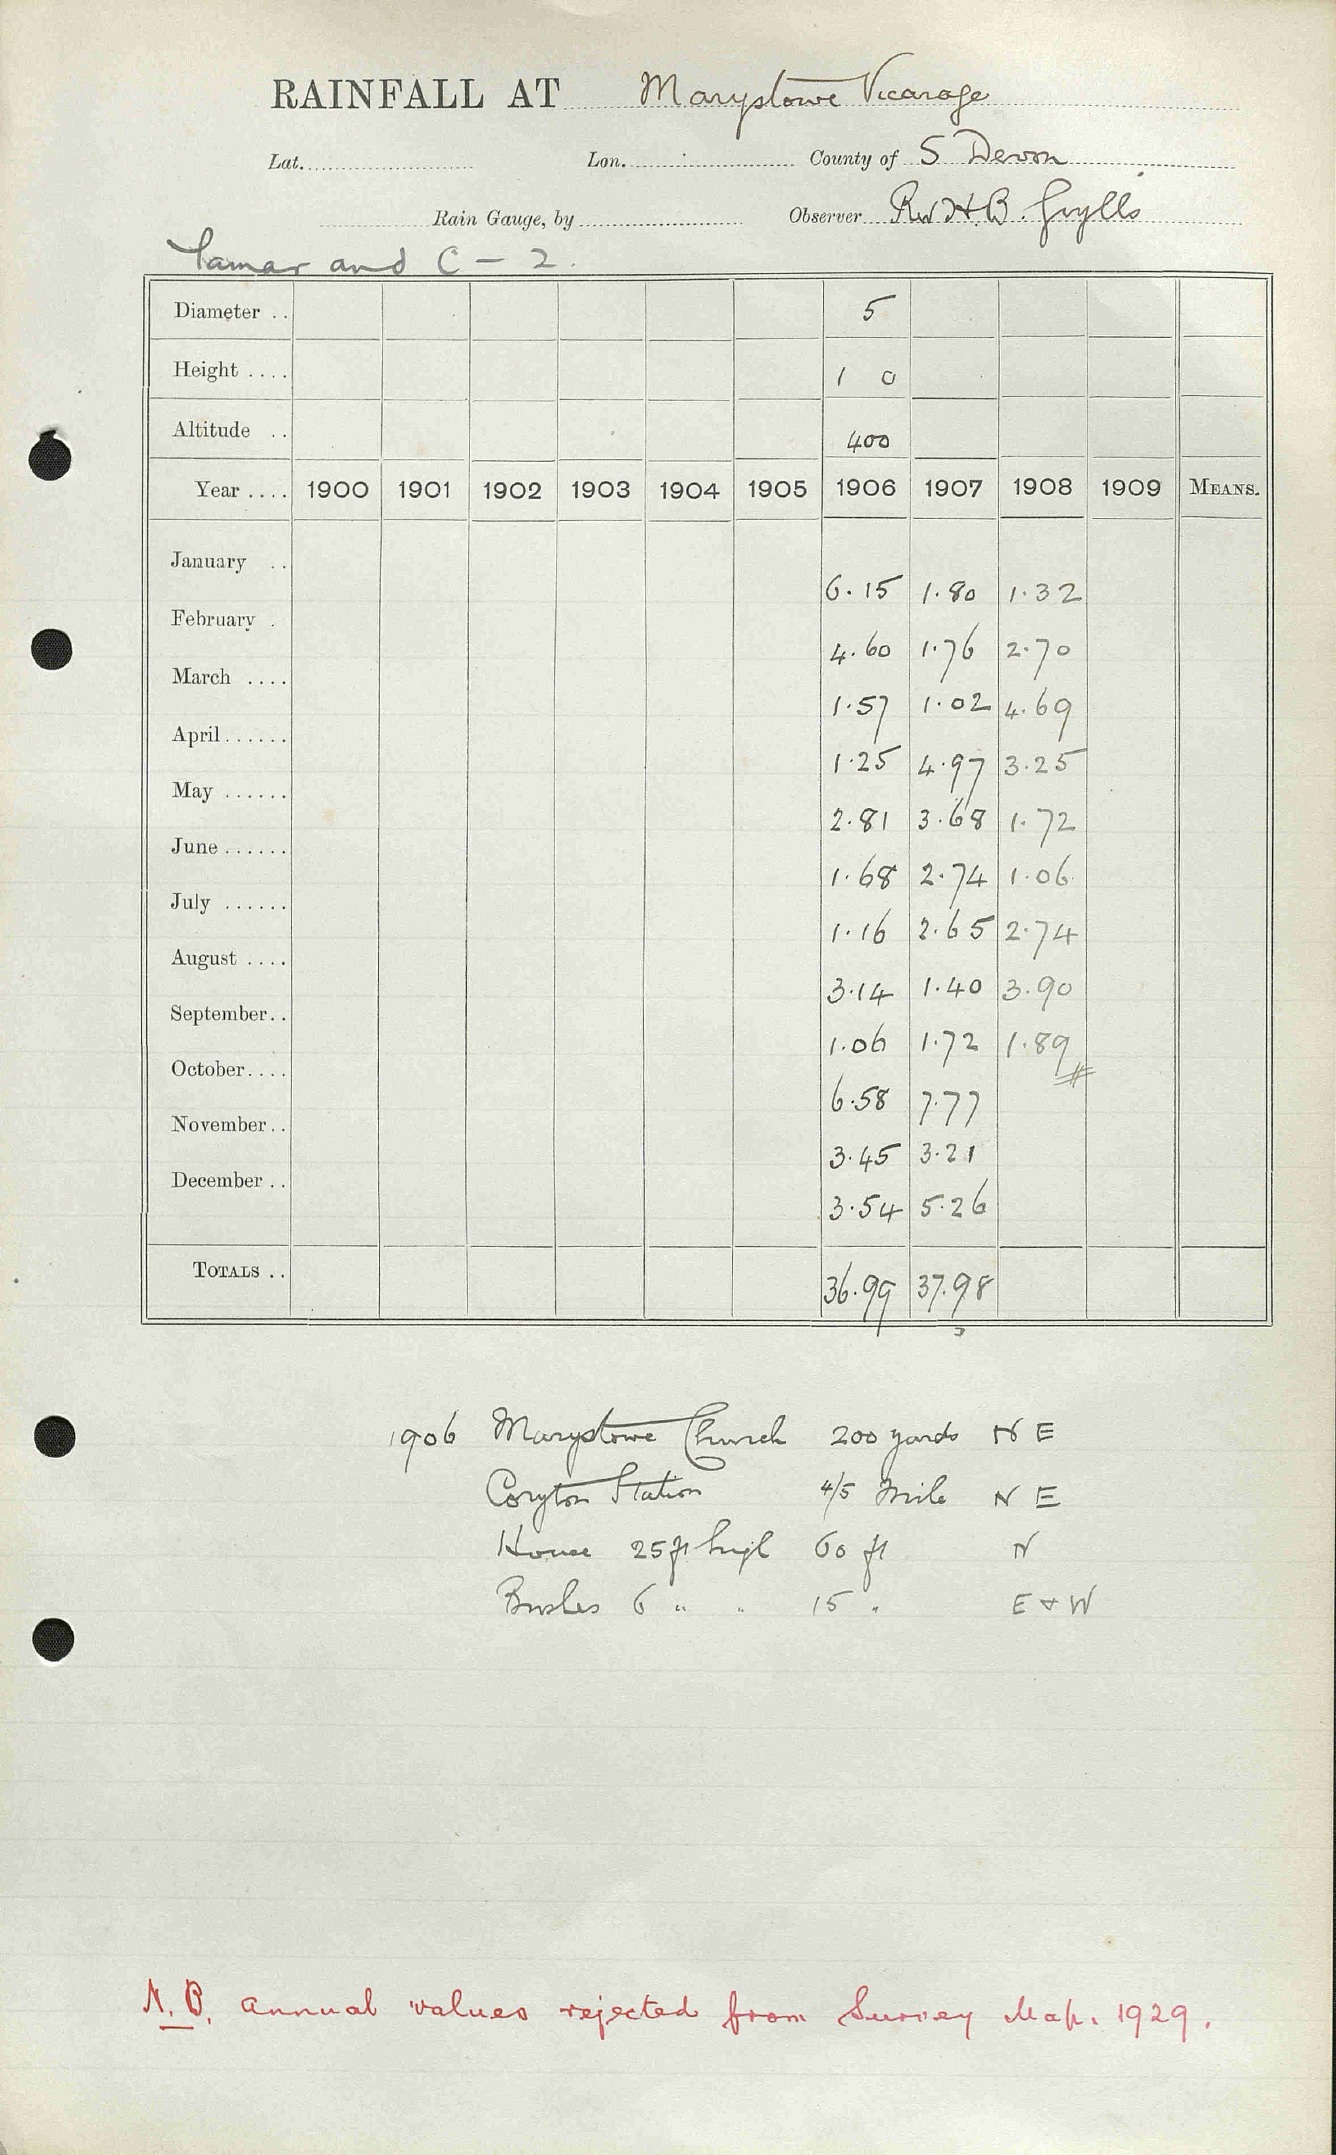 RAINFALL AT Marystowe Vicarage
Lat. Lon. County of S Devon
Rain Gauge, by Observer Rev H.B. Grylls
Tamar and C - 2.
Diameter .. 5
Height .... 1 0
Altitude .. 400
Year .... 1900 1901 1902 1903 1904 1905 1906 1907 1908 1909 MEANS.
January .. 6.15 1.80 1.32
February . 4.60 1.76 2.70
March .... 1.57 1.02 4.69
April...... 1.25 4.97 3.25
May ...... 2.81 3.68 1.72
June...... 1.68 2.74 1.06
July ...... 1.16 2.65 2.74
August .... 3.14 1.40 3.90
September.. 1.06 1.72 1.89
October.... 6.58 7.77
November.. 3.45 3.21
December .. 3.54 5.26
TOTALS .. 36.99 37.98
1906 Marystowe Church 200 yards N E
Coryton Station 4/5 Mile N E
House 25 ft high 60 ft N
Bushes 6 " " 15 " E & W
N.B. Annual values rejected from Survey Map. 1929.